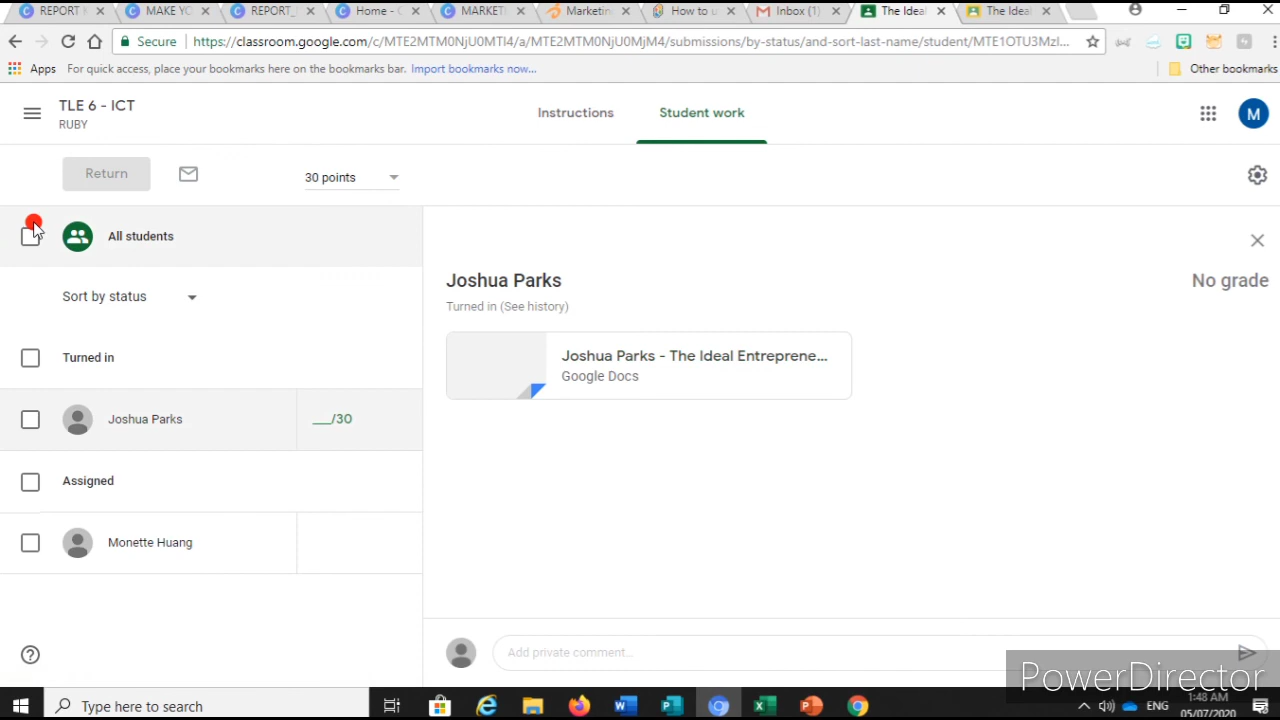 REPORT
MAKE YO
REPORT_
Home - C
MARKETI
Marketin
How to u
Inbox (1)
The Ideal
The Ideal
Secure
https://classroom.google.com/c/MTE2MTM0NjU0MTI4/a/MTE2MTM0NjU0MjM4/submissions/by-status/and-sort-last-name/student/MTE1OTU3MzI...
Apps
For quick access, place your bookmarks here on the bookmarks bar. Import bookmarks now...
Other bookmarks
TLE 6 - ICT
RUBY
Instructions
Student work
M
Return
30 points
All students
Sort by status
Turned in
Joshua Parks
___/30
Assigned
Monette Huang
Joshua Parks
No grade
Turned in (See history)
Joshua Parks - The Ideal Entreprene...
Google Docs
Add private comment...
PowerDirector
Type here to search
ENG
1:48 AM
05/07/2020